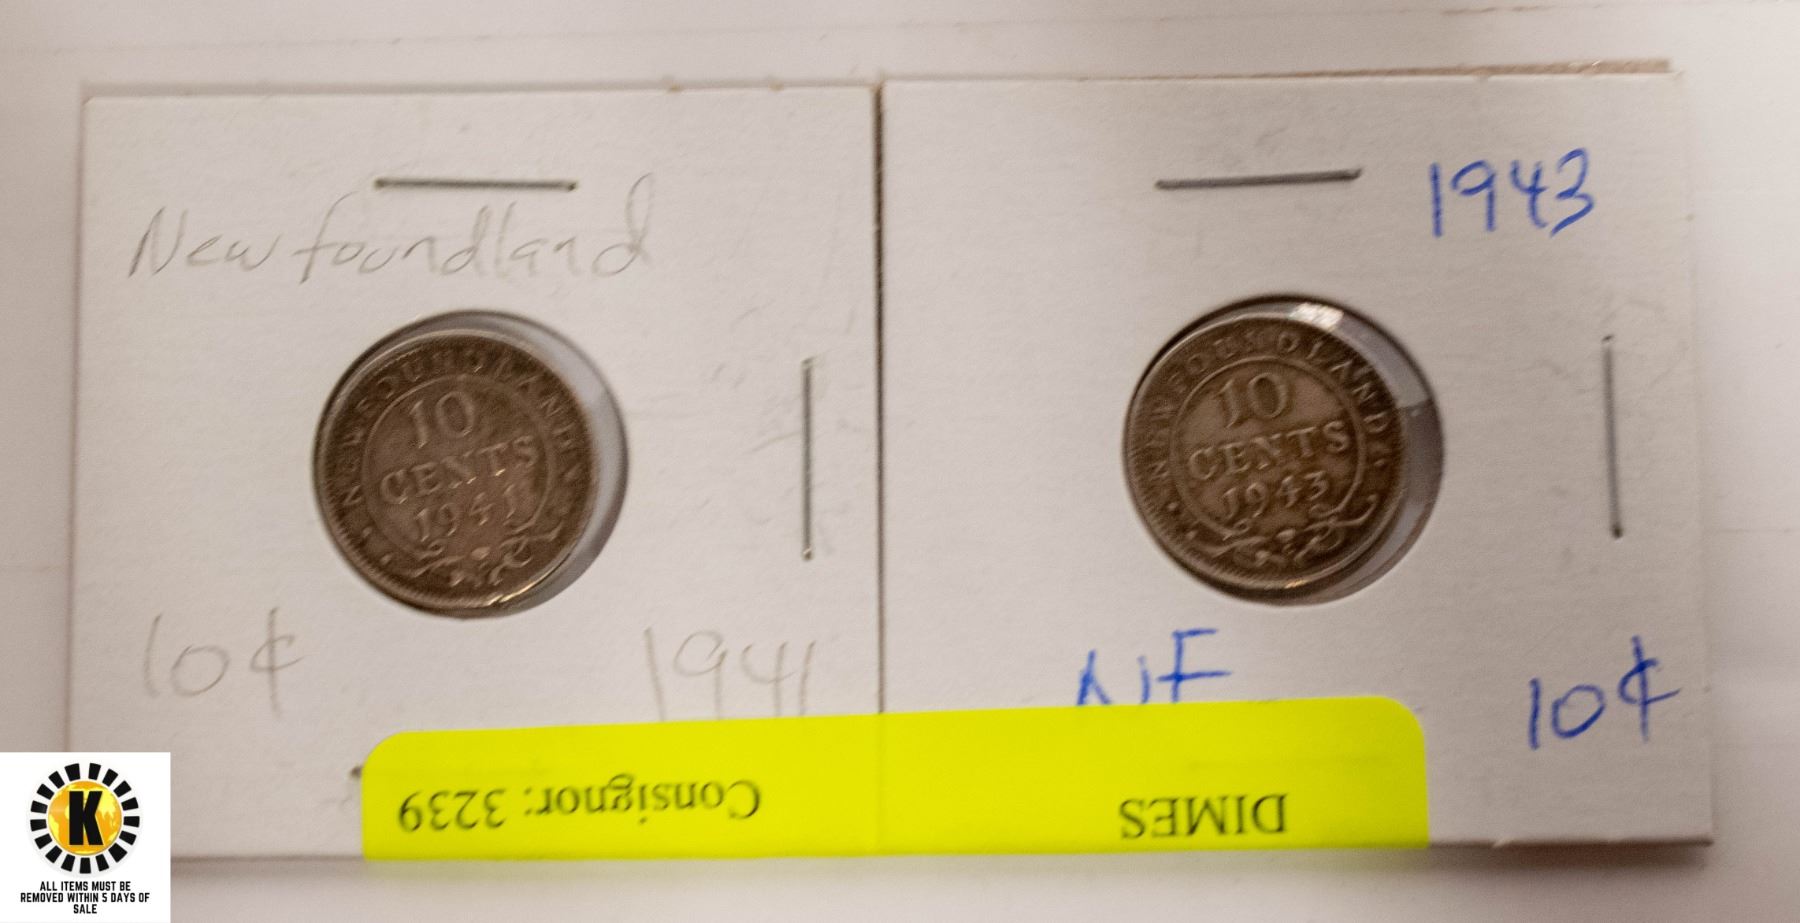 Newfoundland
NEWFOUNDLAND
10
CENTS
1941
10¢
1941
1943
NEWFOUNDLAND
10
CENTS
1943
NF
10¢
Consignor: 3239
DIMES
K
ALL ITEMS MUST BE
REMOVED WITHIN 5 DAYS OF
SALE